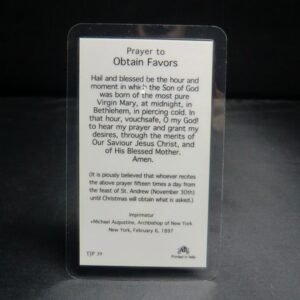 Prayer to
Obtain Favors
Hail and blessed be the hour and
moment in which the Son of God
was born of the most pure
Virgin Mary, at midnight, in
Bethlehem, in piercing cold. In
that hour, vouchsafe, O my God!
to hear my prayer and grant my
desires, through the merits of
Our Saviour Jesus Christ, and
of His Blessed Mother.
Amen.
(It is piously believed that whoever recites
the above prayer fifteen times a day from
the feast of St. Andrew (November 30th)
until Christmas will obtain what is asked.)
Imprimatur
+Michael Augustine, Archbishop of New York
New York, February 6, 1897
TJP 39
Printed in Italy